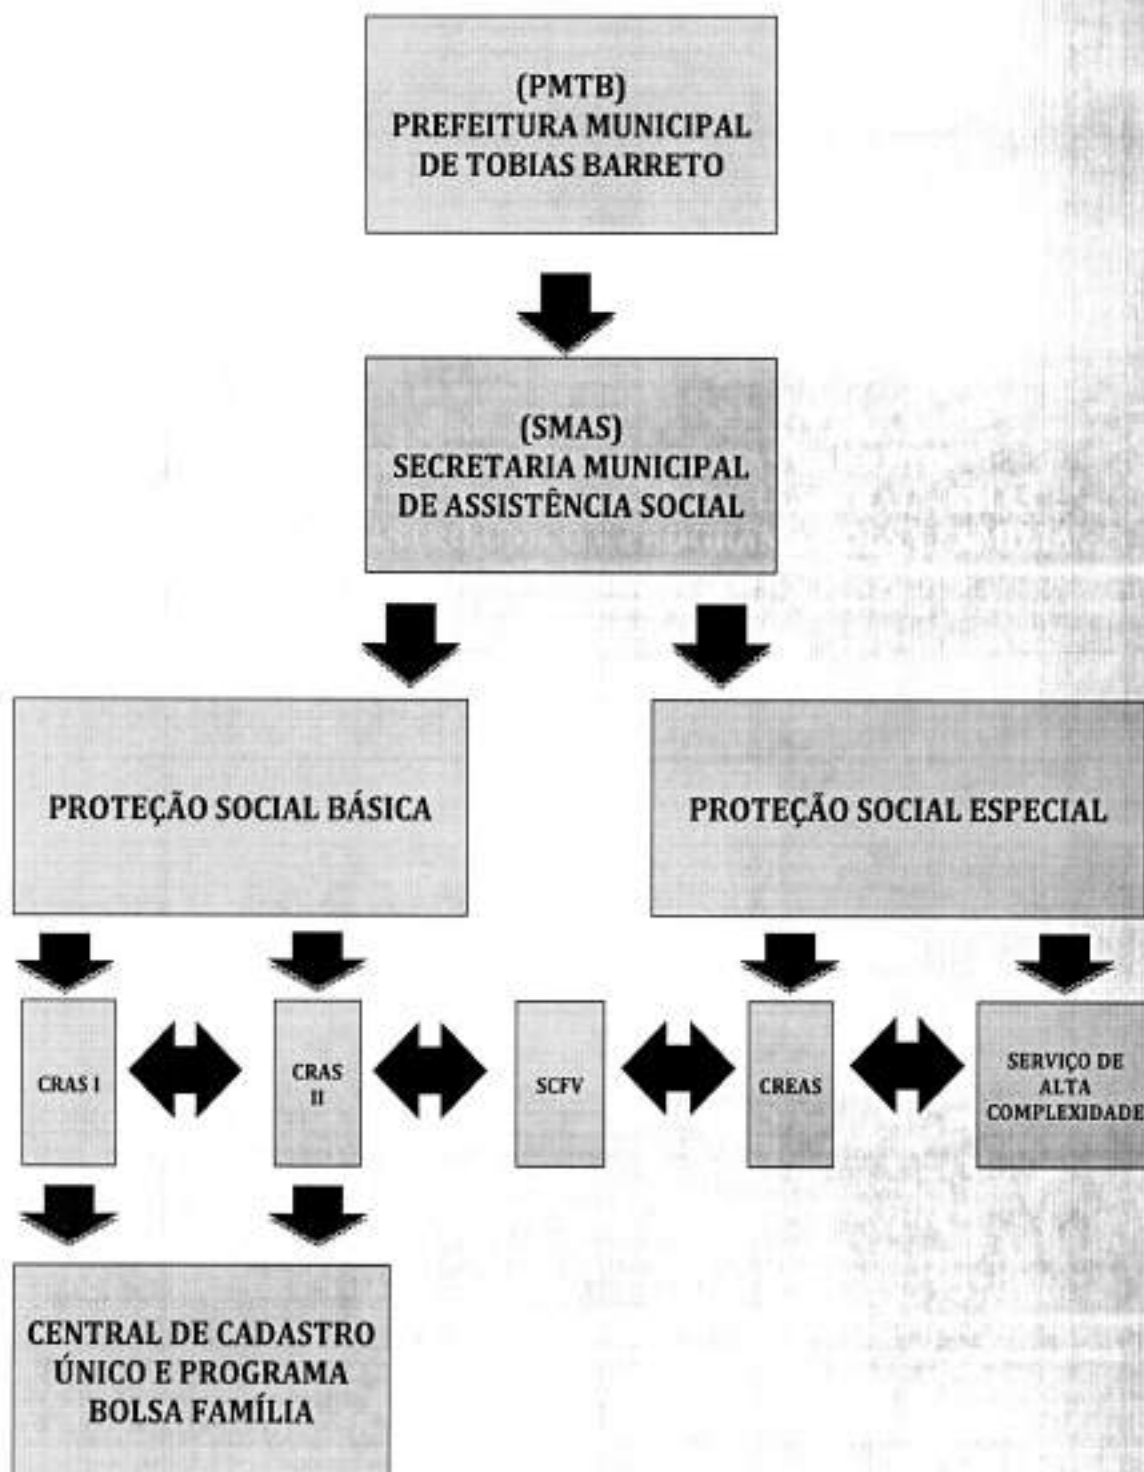 (PMTB)
PREFEITURA MUNICIPAL
DE TOBIAS BARRETO
(SMAS)
SECRETARIA MUNICIPAL
DE ASSISTÊNCIA SOCIAL
PROTEÇÃO SOCIAL BÁSICA
PROTEÇÃO SOCIAL ESPECIAL
CRAS I
CRAS
II
SCFV
CREAS
SERVIÇO DE
ALTA
COMPLEXIDADE
CENTRAL DE CADASTRO
ÚNICO E PROGRAMA
BOLSA FAMÍLIA